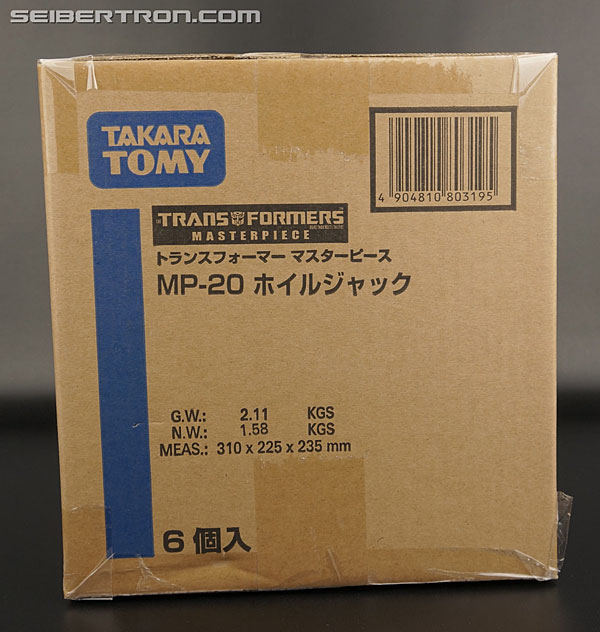 SEIBERTRON.COM
TAKARA
TOMY
4 904810 803195
TRANSFORMERS
MASTERPIECE
トランスフォーマー マスターピース
MP-20 ホイルジャック
G.W.: 2.11 KGS
N.W.: 1.58 KGS
MEAS.: 310 x 225 x 235 mm
6個入